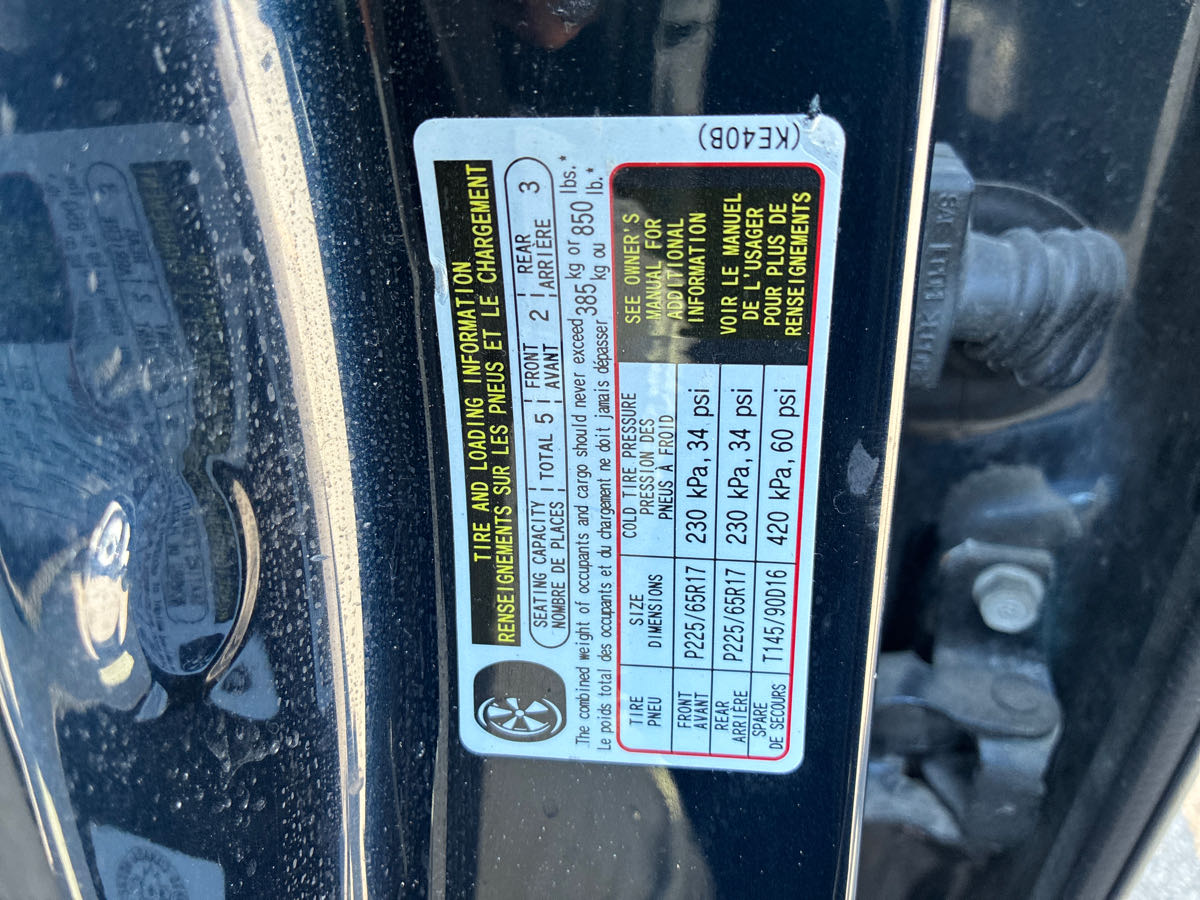 TIRE AND LOADING INFORMATION
RENSEIGNEMENTS SUR LES PNEUS ET LE CHARGEMENT
SEATING CAPACITY TOTAL 5 FRONT 2 REAR 3
NOMBRE DE PLACES AVANT ARRIÈRE
The combined weight of occupants and cargo should never exceed 385 kg or 850 lbs.*
Le poids total des occupants et du chargement ne doit jamais dépasser kg ou lb.*
TIRE SIZE COLD TIRE PRESSURE
PNEU DIMENSIONS PRESSION DES
PNEUS À FROID
FRONT P225/65R17 230 kPa, 34 psi
AVANT
REAR P225/65R17 230 kPa, 34 psi
ARRIÈRE
SPARE T145/90D16 420 kPa, 60 psi
DE SECOURS
SEE OWNER'S
MANUAL FOR
ADDITIONAL
INFORMATION
VOIR LE MANUEL
DE L'USAGER
POUR PLUS DE
RENSEIGNEMENTS
(KE40B)